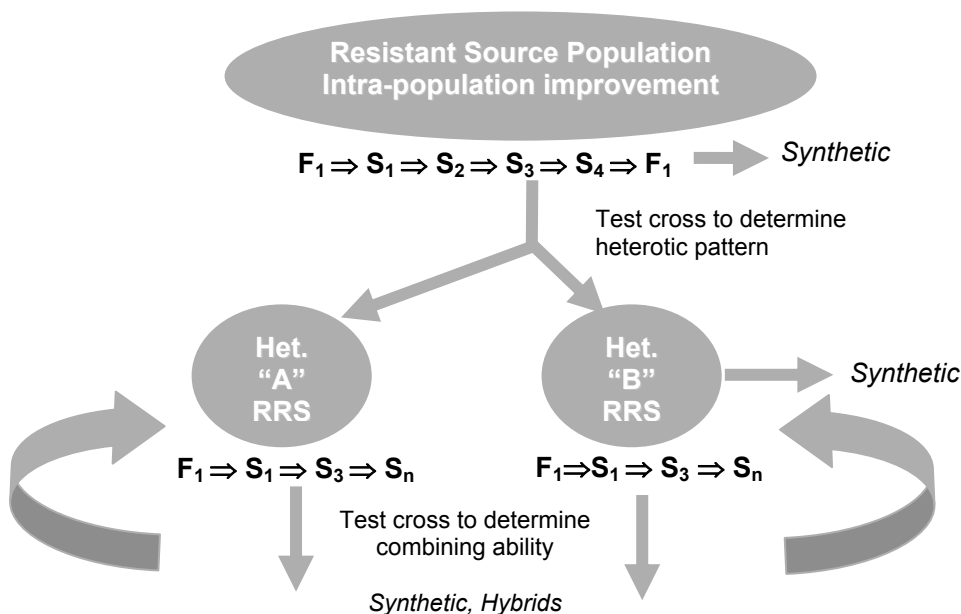 Resistant Source Population
Intra-population improvement
F₁ ⇒ S₁ ⇒ S₂ ⇒ S₃ ⇒ S₄ ⇒ F₁
Synthetic
Test cross to determine
heterotic pattern
Het.
“A”
RRS
Het.
“B”
RRS
Synthetic
F₁ ⇒ S₁ ⇒ S₃ ⇒ Sₙ
F₁⇒S₁ ⇒ S₃ ⇒ Sₙ
Test cross to determine
combining ability
Synthetic, Hybrids